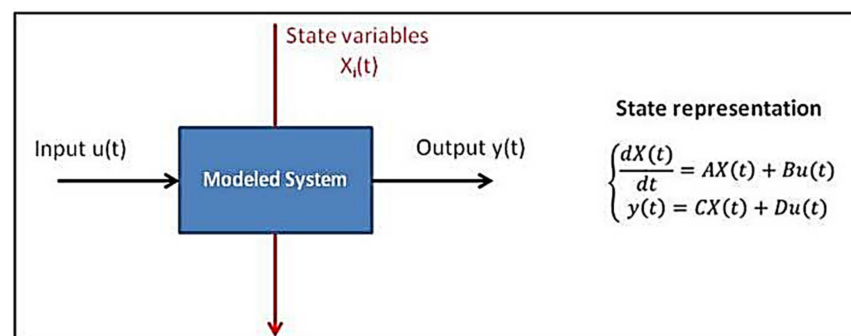 State variables
Xᵢ(t)
Input u(t)
Modeled System
Output y(t)
State representation
dX(t)/dt = AX(t) + Bu(t)
y(t) = CX(t) + Du(t)